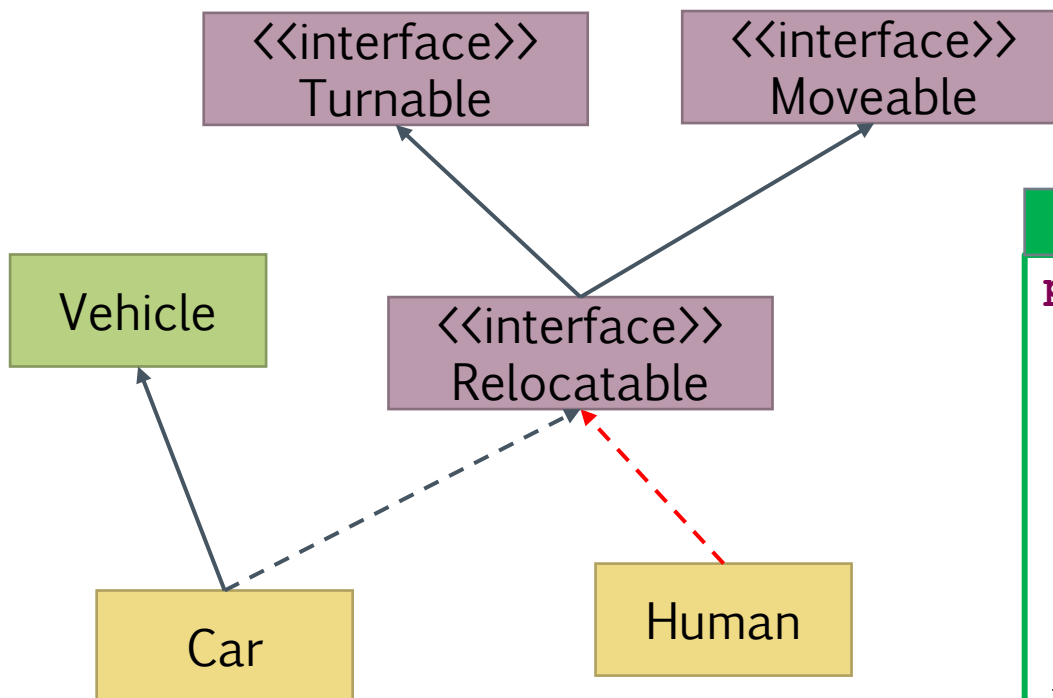 <<interface>>
Turnable
<<interface>>
Moveable
Vehicle
<<interface>>
Relocatable
p
Car
Human